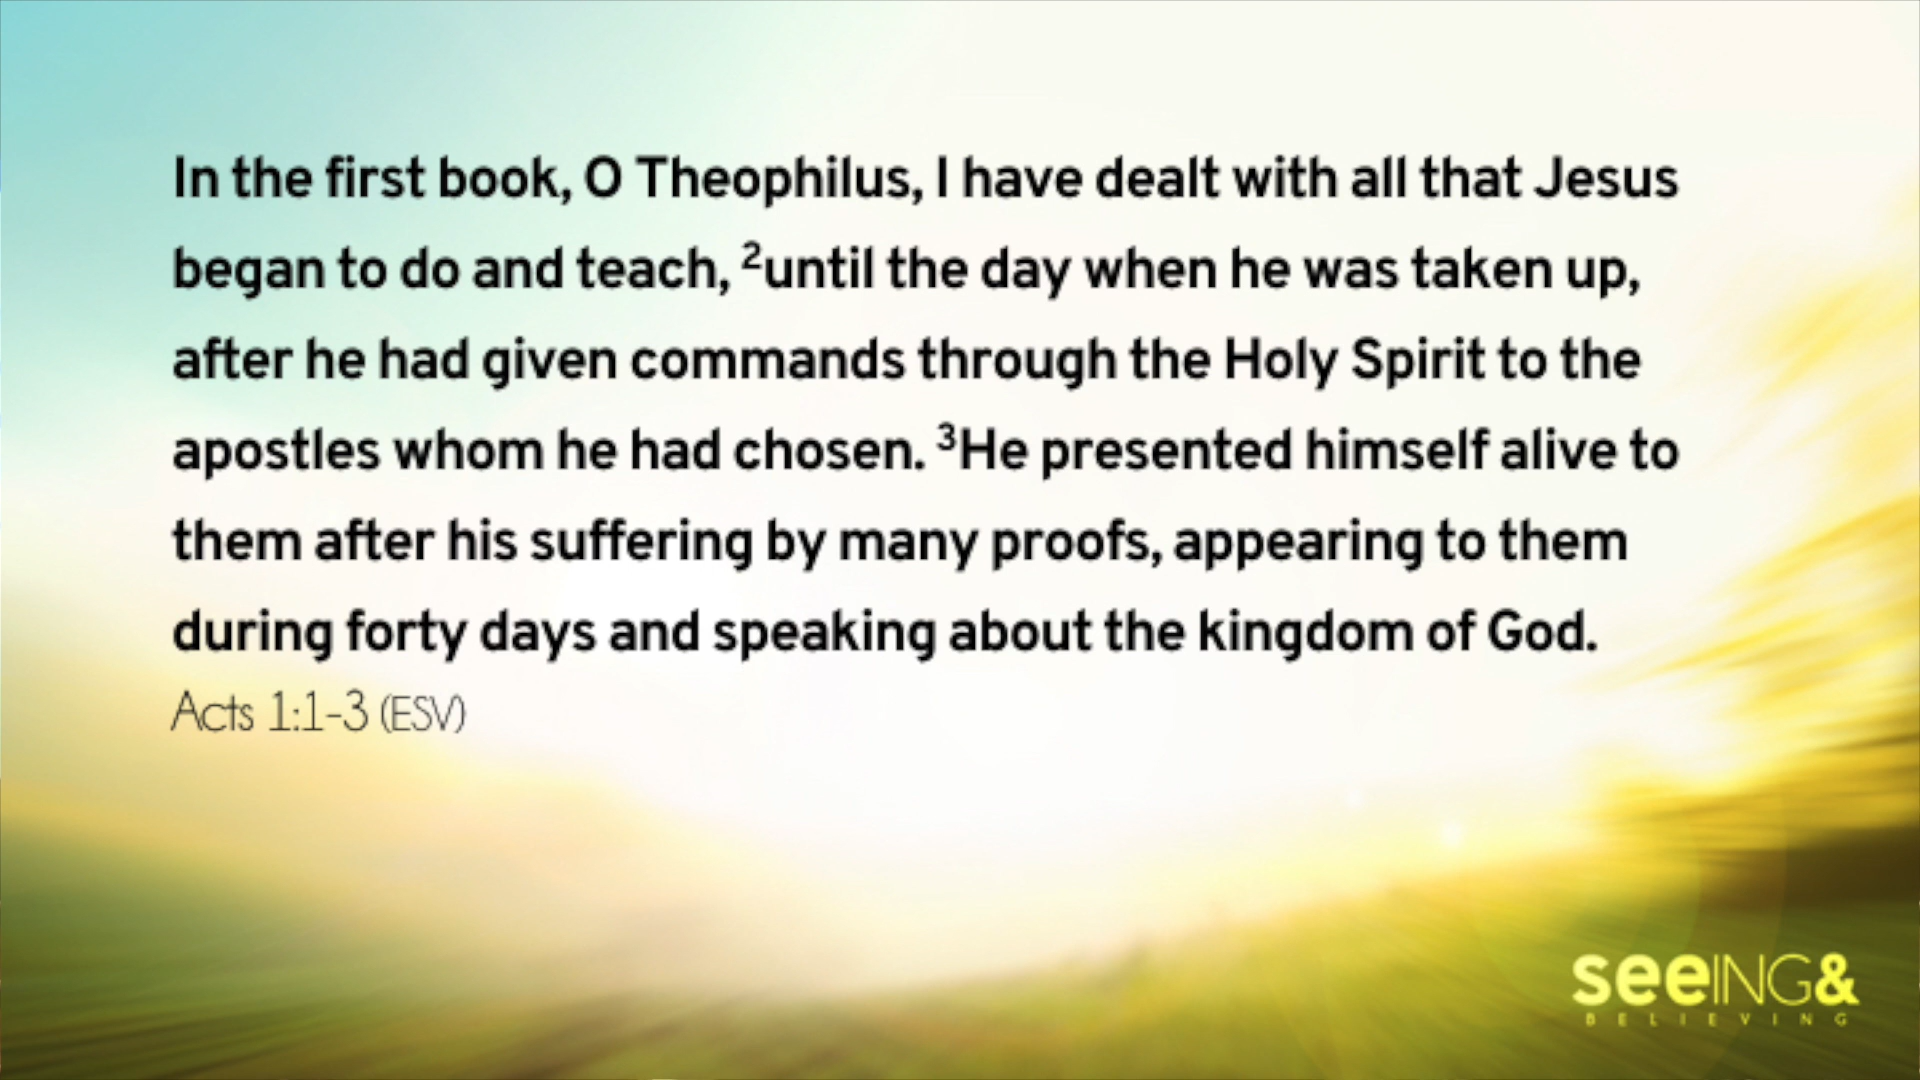 In the first book, O Theophilus, I have dealt with all that Jesus
began to do and teach, ²until the day when he was taken up,
after he had given commands through the Holy Spirit to the
apostles whom he had chosen. ³He presented himself alive to
them after his suffering by many proofs, appearing to them
during forty days and speaking about the kingdom of God.
Acts 1:1-3 (ESV)
seeING&
BELIEVING